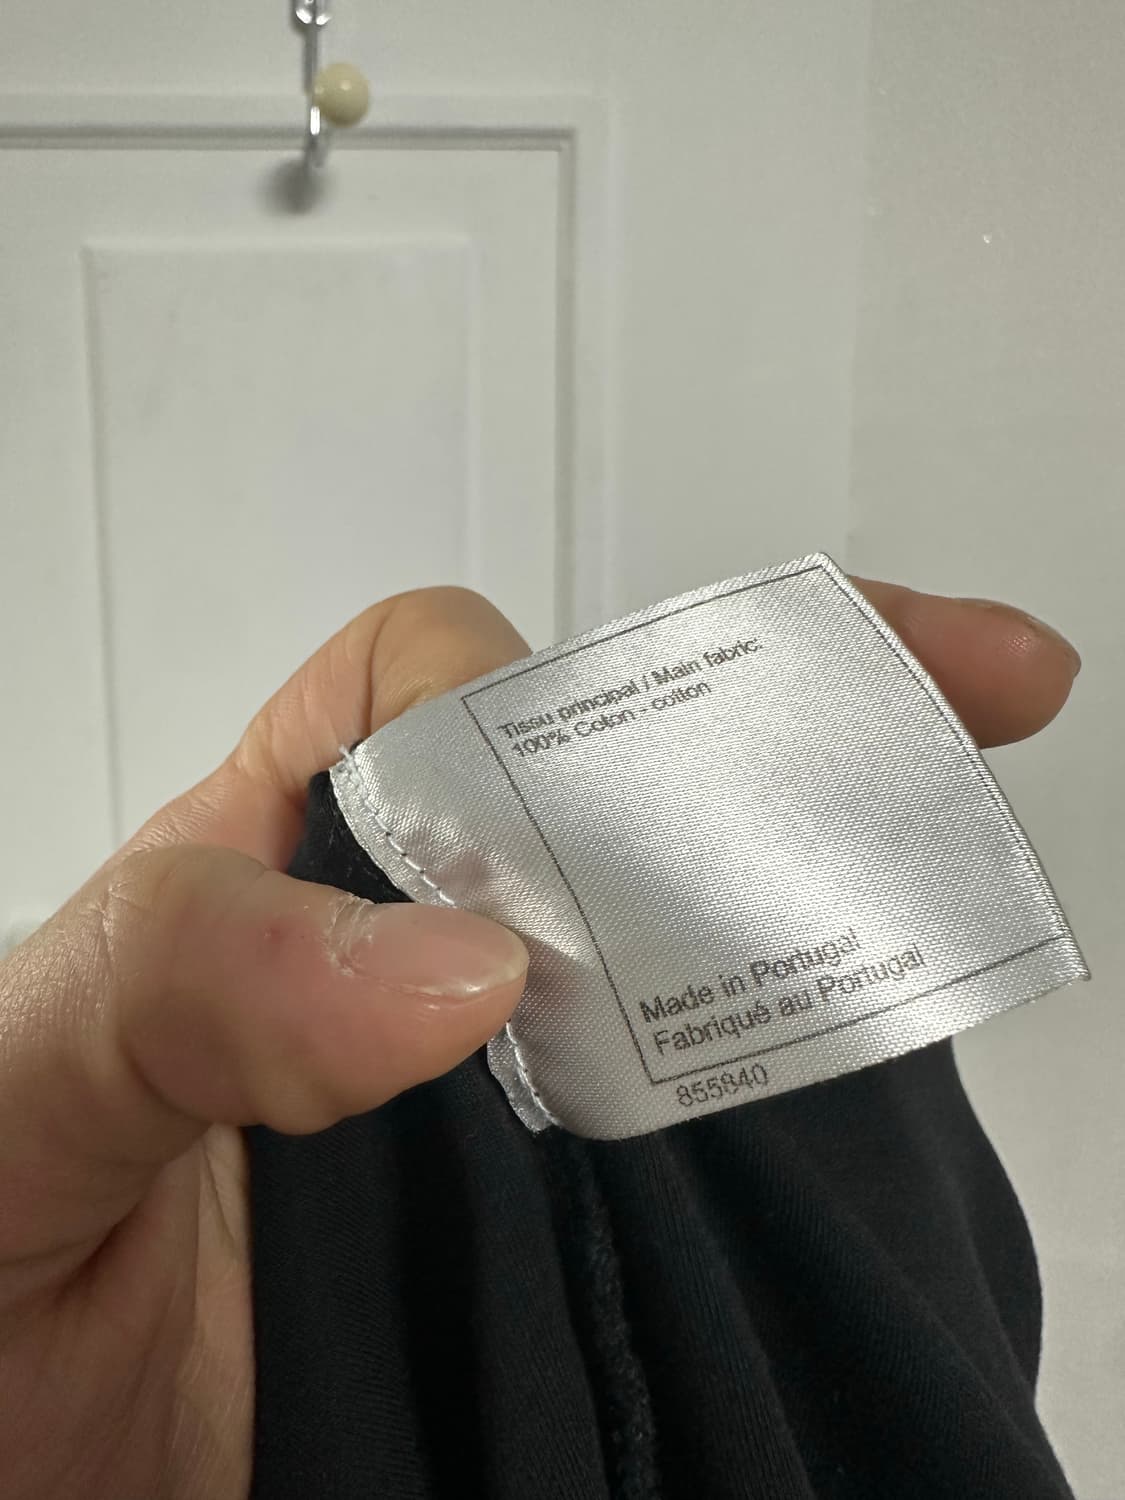 Tissu principal / Main fabric:
100% Coton - cotton
Made in Portugal
Fabriqué au Portugal
855840